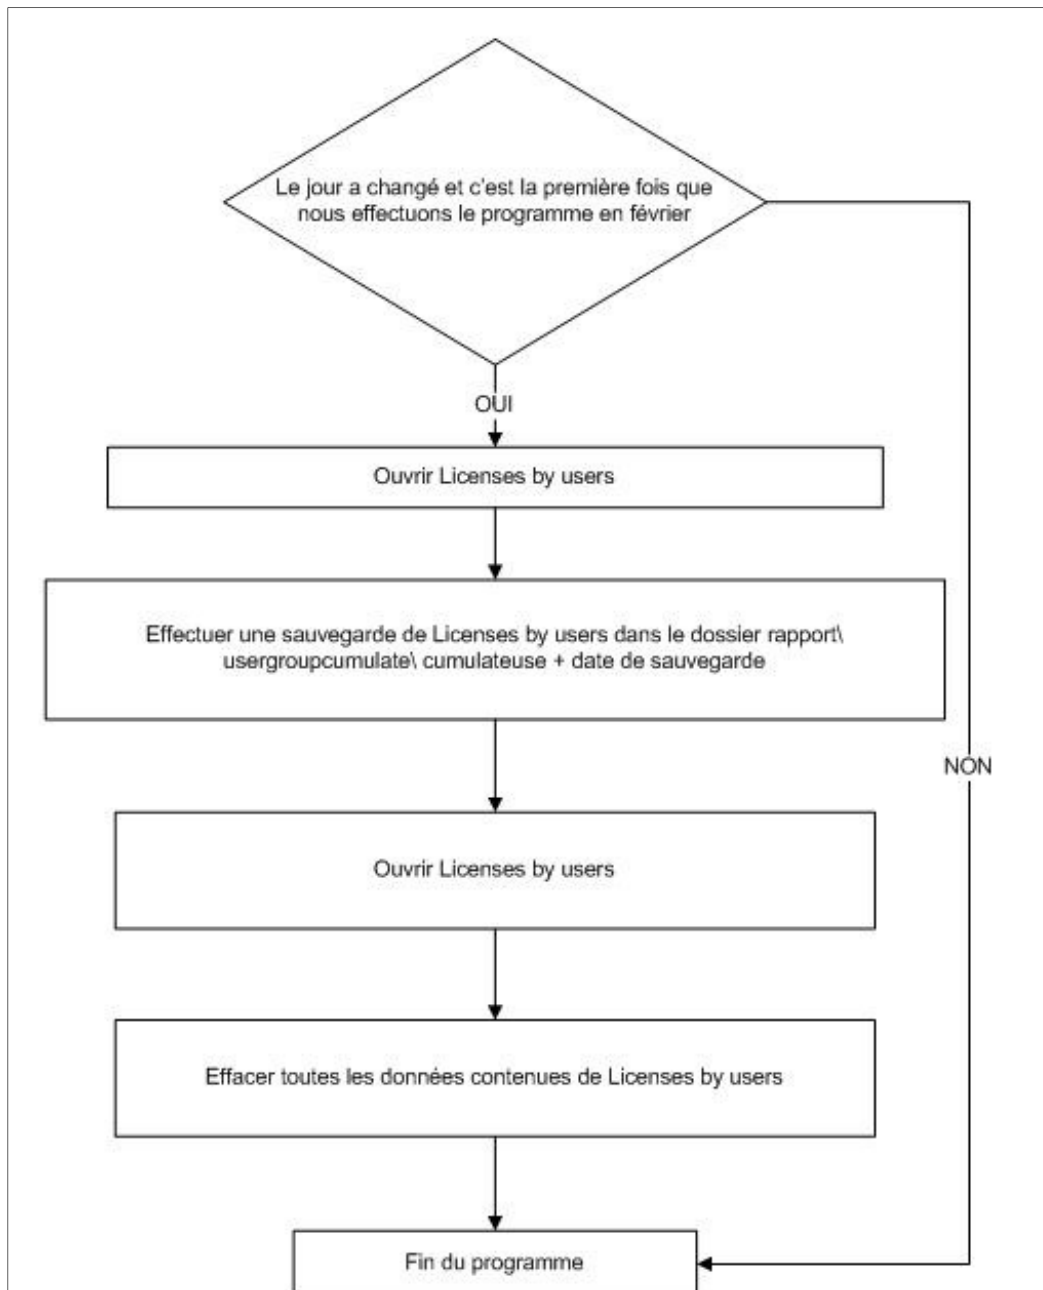 Le jour a changé et c'est la première fois que
nous effectuons le programme en février
OUI
Ouvrir Licenses by users
Effectuer une sauvegarde de Licenses by users dans le dossier rapport\
usergroupcumulate\ cumulateuse + date de sauvegarde
NON
Ouvrir Licenses by users
Effacer toutes les données contenues de Licenses by users
Fin du programme